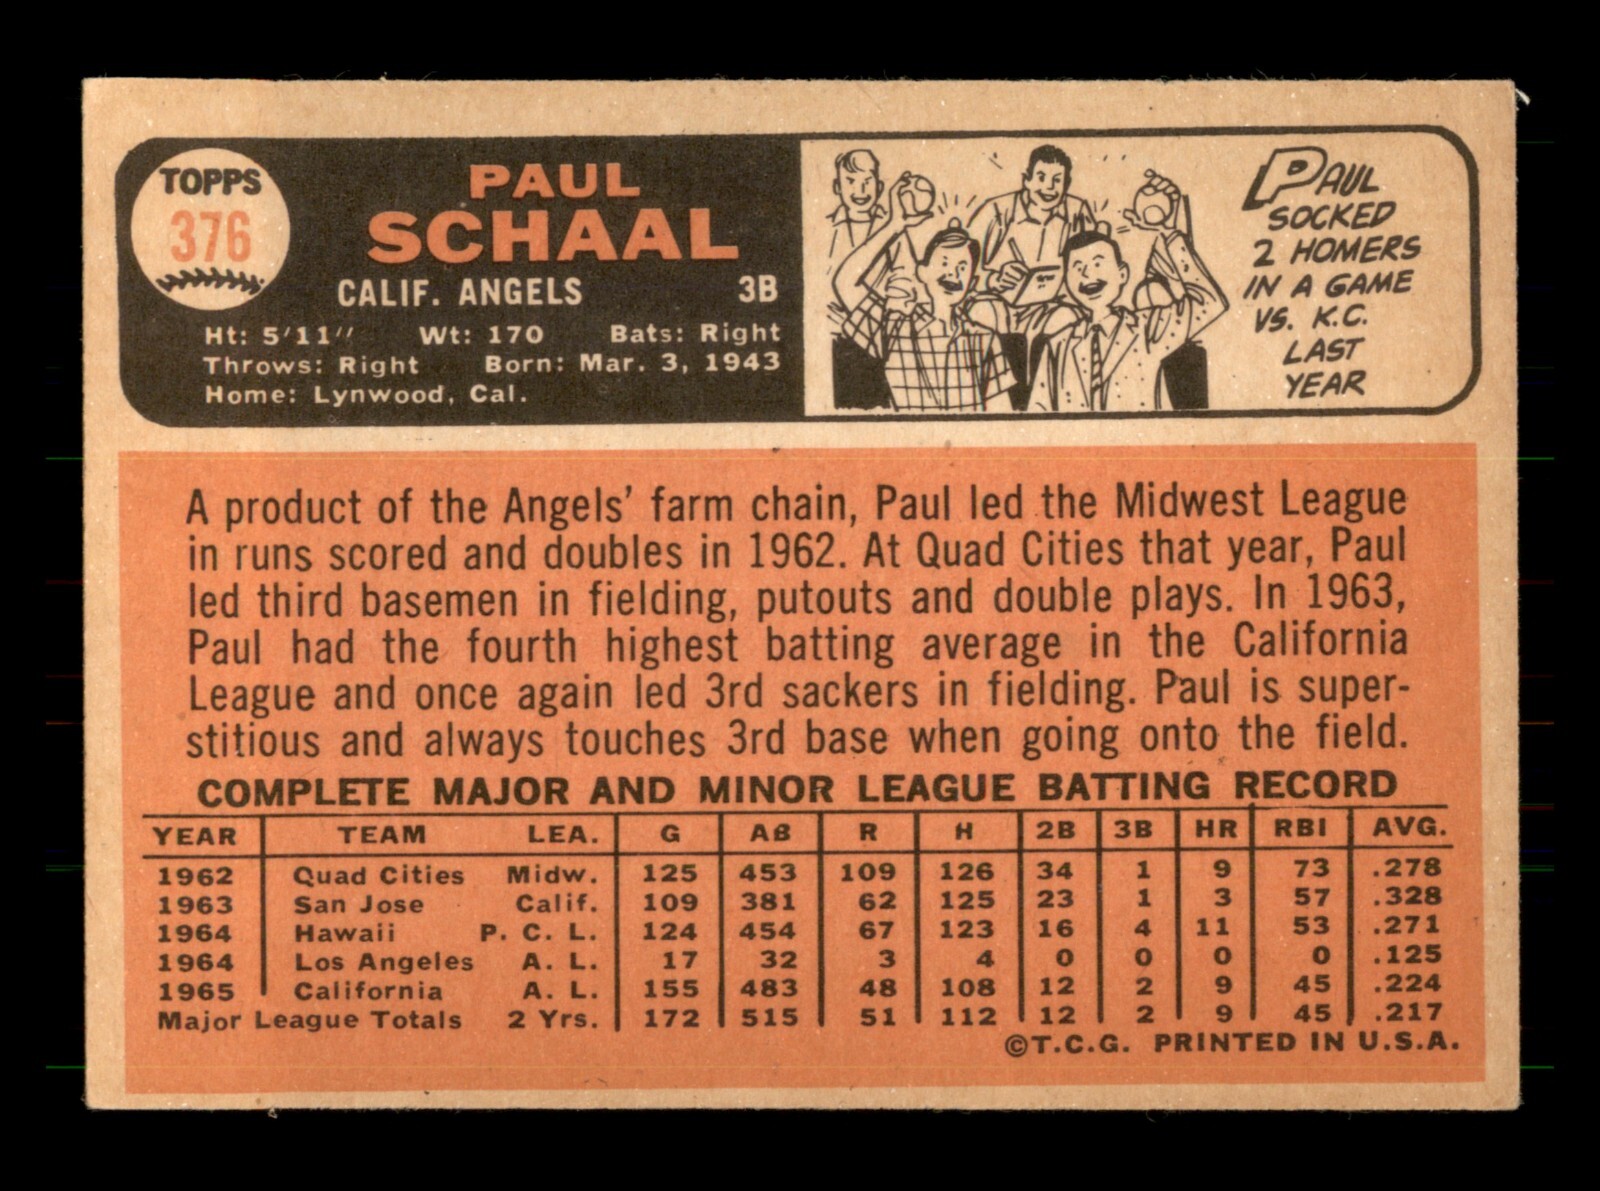 TOPPS
376
PAUL
SCHAAL
CALIF. ANGELS 3B
Ht: 5'11" Wt: 170 Bats: Right
Throws: Right Born: Mar. 3, 1943
Home: Lynwood, Cal.
PAUL
SOCKED
2 HOMERS
IN A GAME
VS. K.C.
LAST
YEAR
A product of the Angels' farm chain, Paul led the Midwest League
in runs scored and doubles in 1962. At Quad Cities that year, Paul
led third basemen in fielding, putouts and double plays. In 1963,
Paul had the fourth highest batting average in the California
League and once again led 3rd sackers in fielding. Paul is super-
stitious and always touches 3rd base when going onto the field.
COMPLETE MAJOR AND MINOR LEAGUE BATTING RECORD
YEAR TEAM LEA. G AB R H 2B 3B HR RBI AVG.
1962 Quad Cities Midw. 125 453 109 126 34 1 9 73 .278
1963 San Jose Calif. 109 381 62 125 23 1 3 57 .328
1964 Hawaii P. C. L. 124 454 67 123 16 4 11 53 .271
1964 Los Angeles A. L. 17 32 3 4 0 0 0 0 .125
1965 California A. L. 155 483 48 108 12 2 9 45 .224
Major League Totals 2 Yrs. 172 515 51 112 12 2 9 45 .217
©T.C.G. PRINTED IN U.S.A.